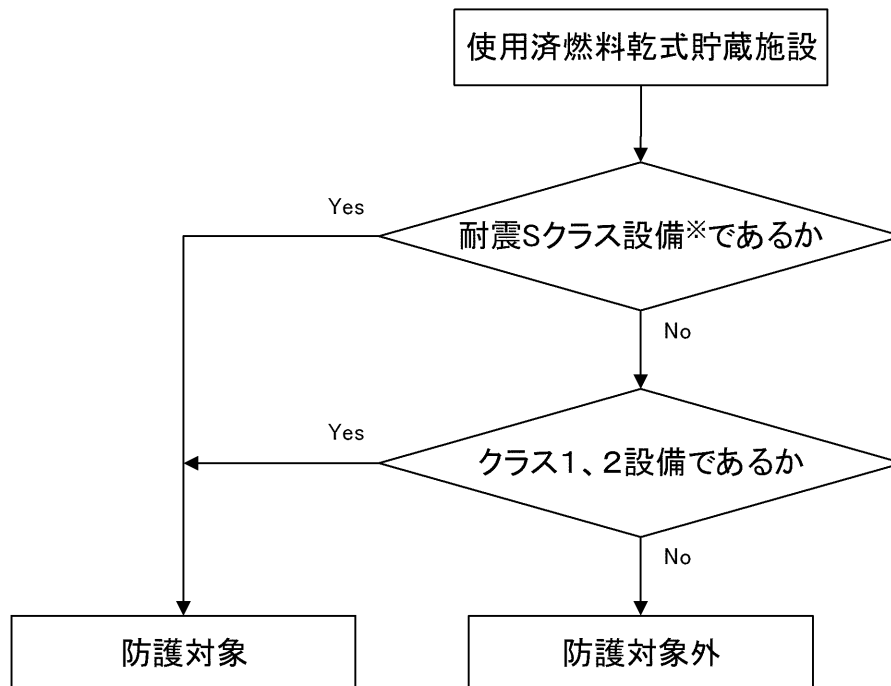 使用済燃料乾式貯蔵施設
Yes
耐震Sクラス設備※であるか
No
Yes
クラス1、2設備であるか
No
防護対象
防護対象外